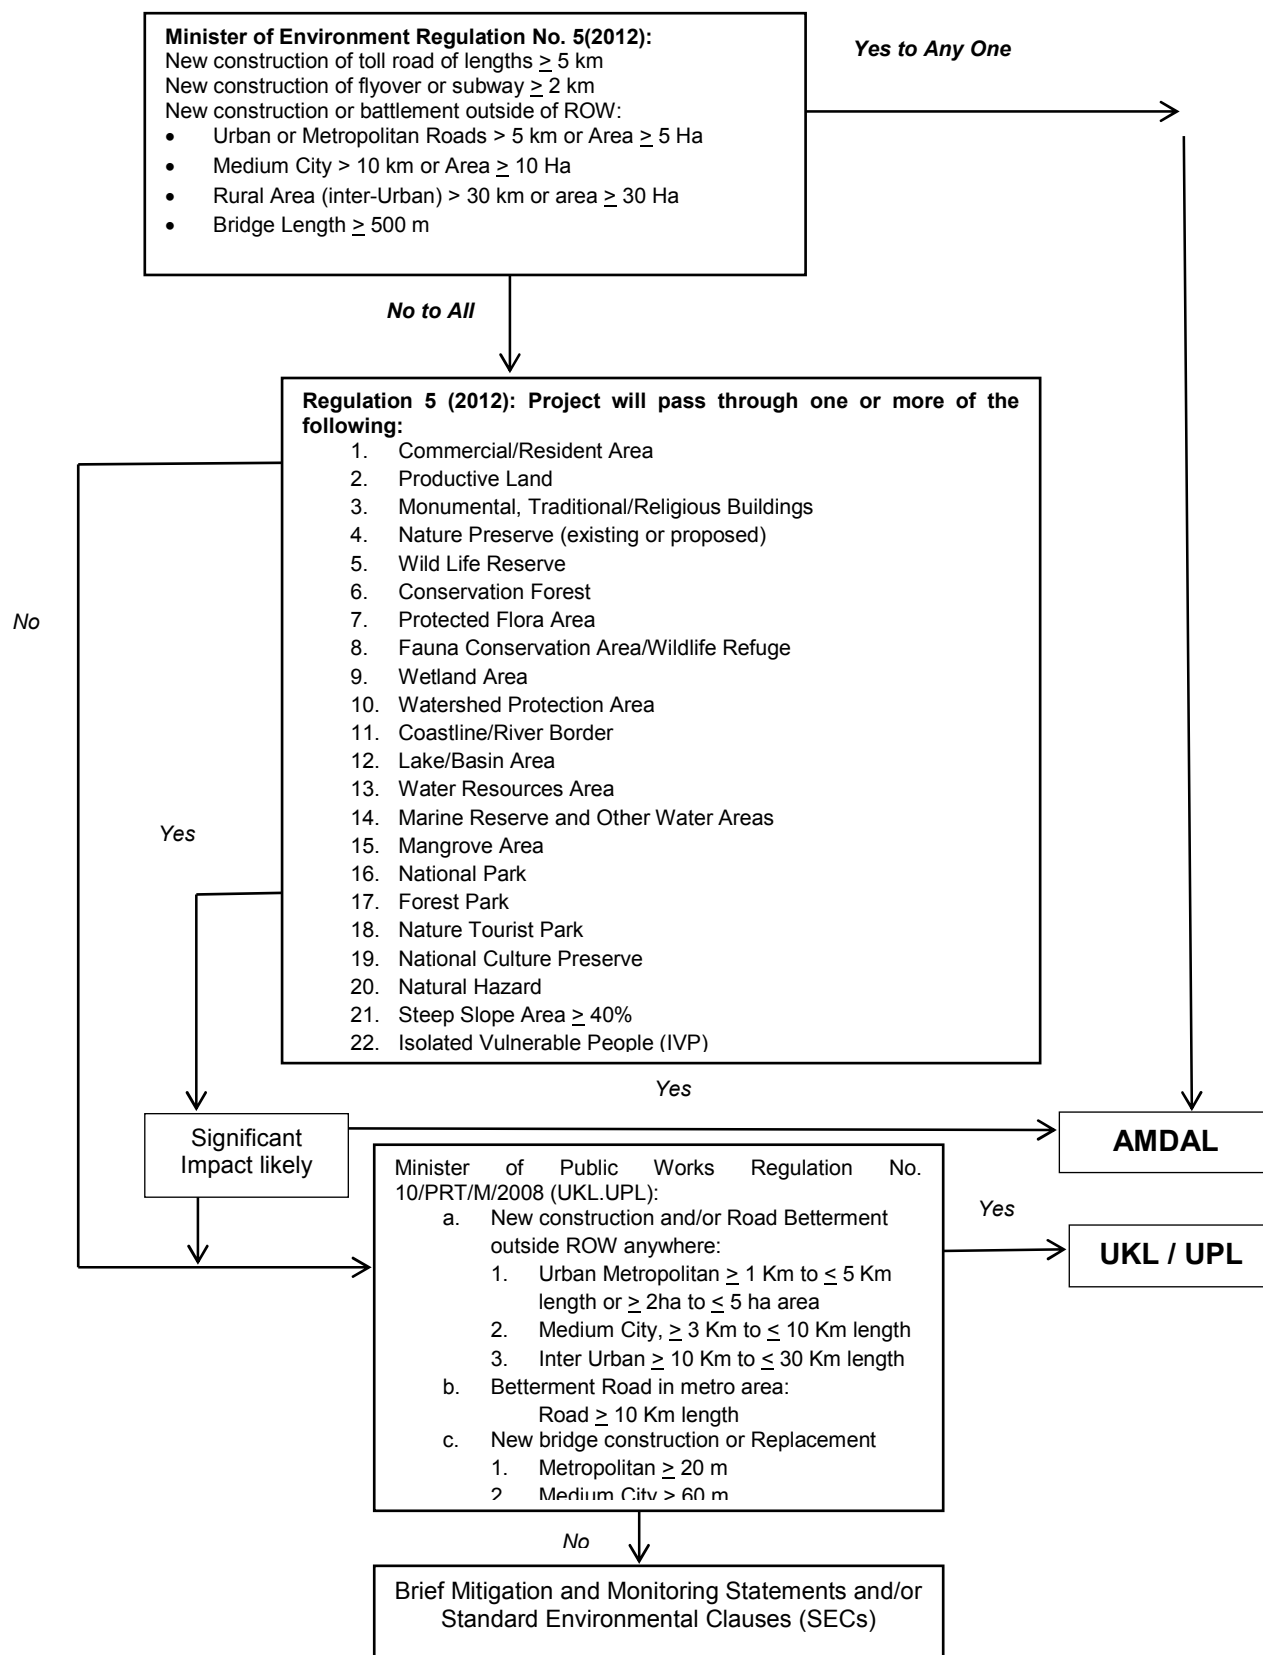 Minister of Environment Regulation No. 5(2012):
New construction of toll road of lengths ≥ 5 km
New construction of flyover or subway ≥ 2 km
New construction or battlement outside of ROW:
• Urban or Metropolitan Roads > 5 km or Area ≥ 5 Ha
• Medium City > 10 km or Area ≥ 10 Ha
• Rural Area (inter-Urban) > 30 km or area ≥ 30 Ha
• Bridge Length ≥ 500 m
Yes to Any One
No to All
Regulation 5 (2012): Project will pass through one or more of the
following:
1. Commercial/Resident Area
2. Productive Land
3. Monumental, Traditional/Religious Buildings
4. Nature Preserve (existing or proposed)
5. Wild Life Reserve
6. Conservation Forest
7. Protected Flora Area
8. Fauna Conservation Area/Wildlife Refuge
9. Wetland Area
10. Watershed Protection Area
11. Coastline/River Border
12. Lake/Basin Area
13. Water Resources Area
14. Marine Reserve and Other Water Areas
15. Mangrove Area
16. National Park
17. Forest Park
18. Nature Tourist Park
19. National Culture Preserve
20. Natural Hazard
21. Steep Slope Area ≥ 40%
22. Isolated Vulnerable People (IVP)
No
Yes
Yes
Significant
Impact likely
AMDAL
Minister of Public Works Regulation No.
10/PRT/M/2008 (UKL.UPL):
a. New construction and/or Road Betterment
outside ROW anywhere:
1. Urban Metropolitan ≥ 1 Km to ≤ 5 Km
length or ≥ 2ha to ≤ 5 ha area
2. Medium City, ≥ 3 Km to ≤ 10 Km length
3. Inter Urban ≥ 10 Km to ≤ 30 Km length
b. Betterment Road in metro area:
Road ≥ 10 Km length
c. New bridge construction or Replacement
1. Metropolitan ≥ 20 m
2. Medium City > 60 m
Yes
UKL / UPL
No
Brief Mitigation and Monitoring Statements and/or
Standard Environmental Clauses (SECs)